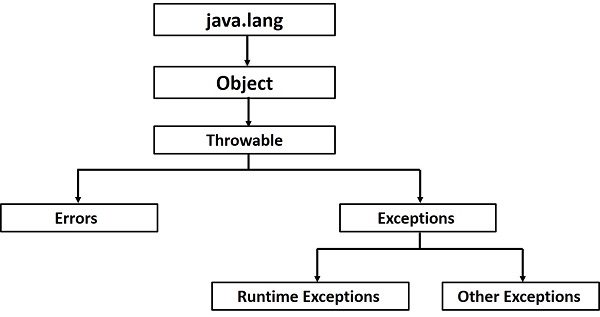 java.lang
Object
Throwable
Errors
Exceptions
Runtime Exceptions
Other Exceptions